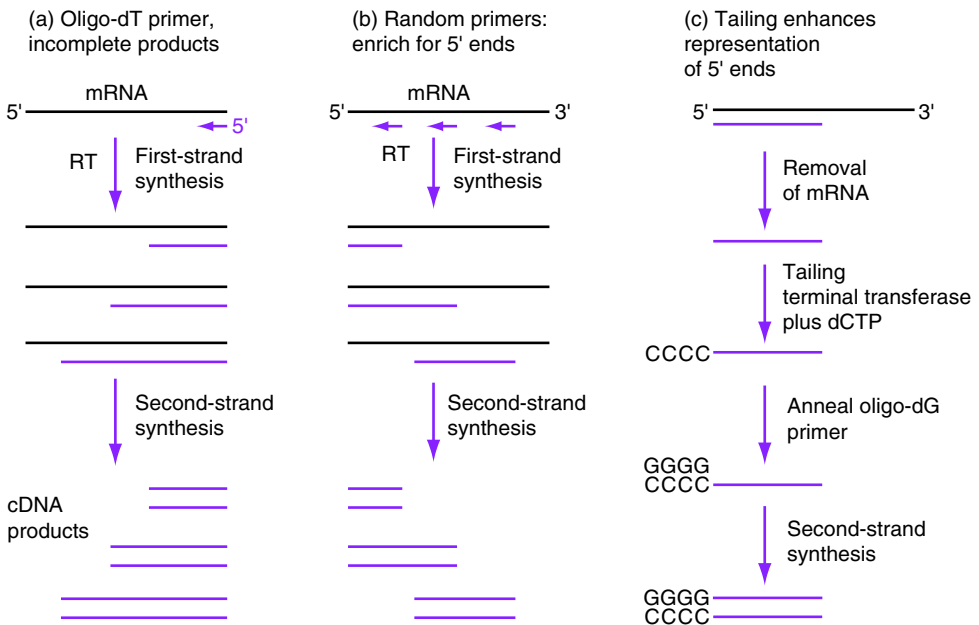 (a) Oligo-dT primer,
incomplete products
mRNA
5'
5'
RT
First-strand
synthesis
Second-strand
synthesis
cDNA
products
(b) Random primers:
enrich for 5' ends
mRNA
5'
3'
RT
First-strand
synthesis
Second-strand
synthesis
(c) Tailing enhances
representation
of 5' ends
5'
3'
Removal
of mRNA
Tailing
terminal transferase
plus dCTP
CCCC
Anneal oligo-dG
primer
GGGG
CCCC
Second-strand
synthesis
GGGG
CCCC